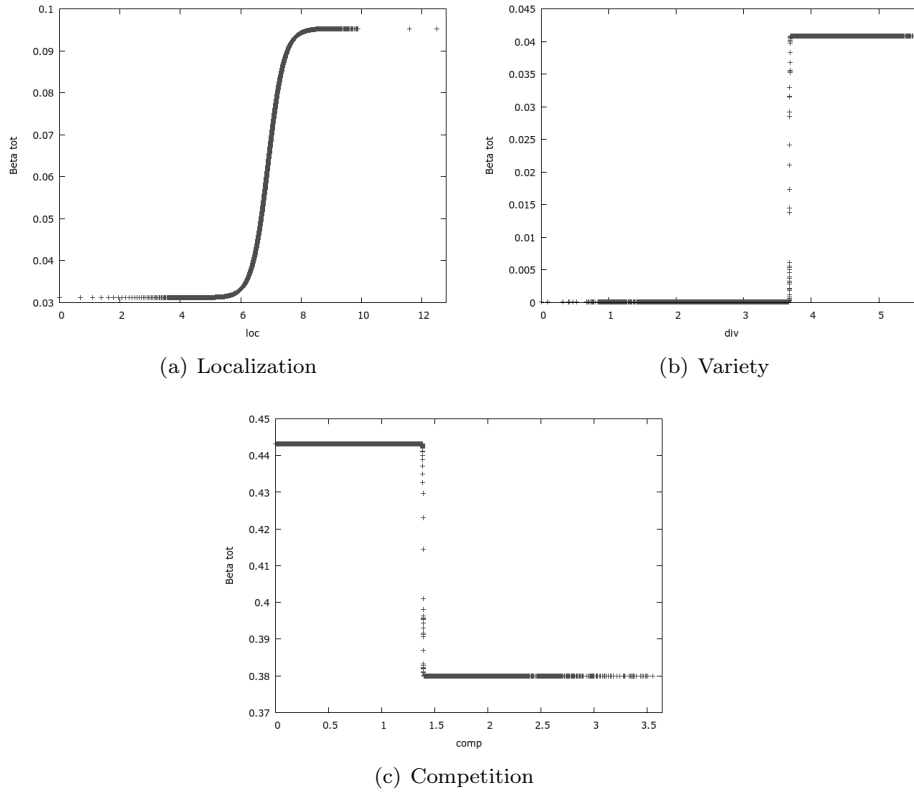 0.1
0.09
0.08
0.07
0.06
0.05
0.04
0.03
Beta tot
0 2 4 6 8 10 12
loc
(a) Localization
0.045
0.04
0.035
0.03
0.025
0.02
0.015
0.01
0.005
0
Beta tot
0 1 2 3 4 5
div
(b) Variety
0.45
0.44
0.43
0.42
0.41
0.4
0.39
0.38
0.37
Beta tot
0 0.5 1 1.5 2 2.5 3 3.5
comp
(c) Competition